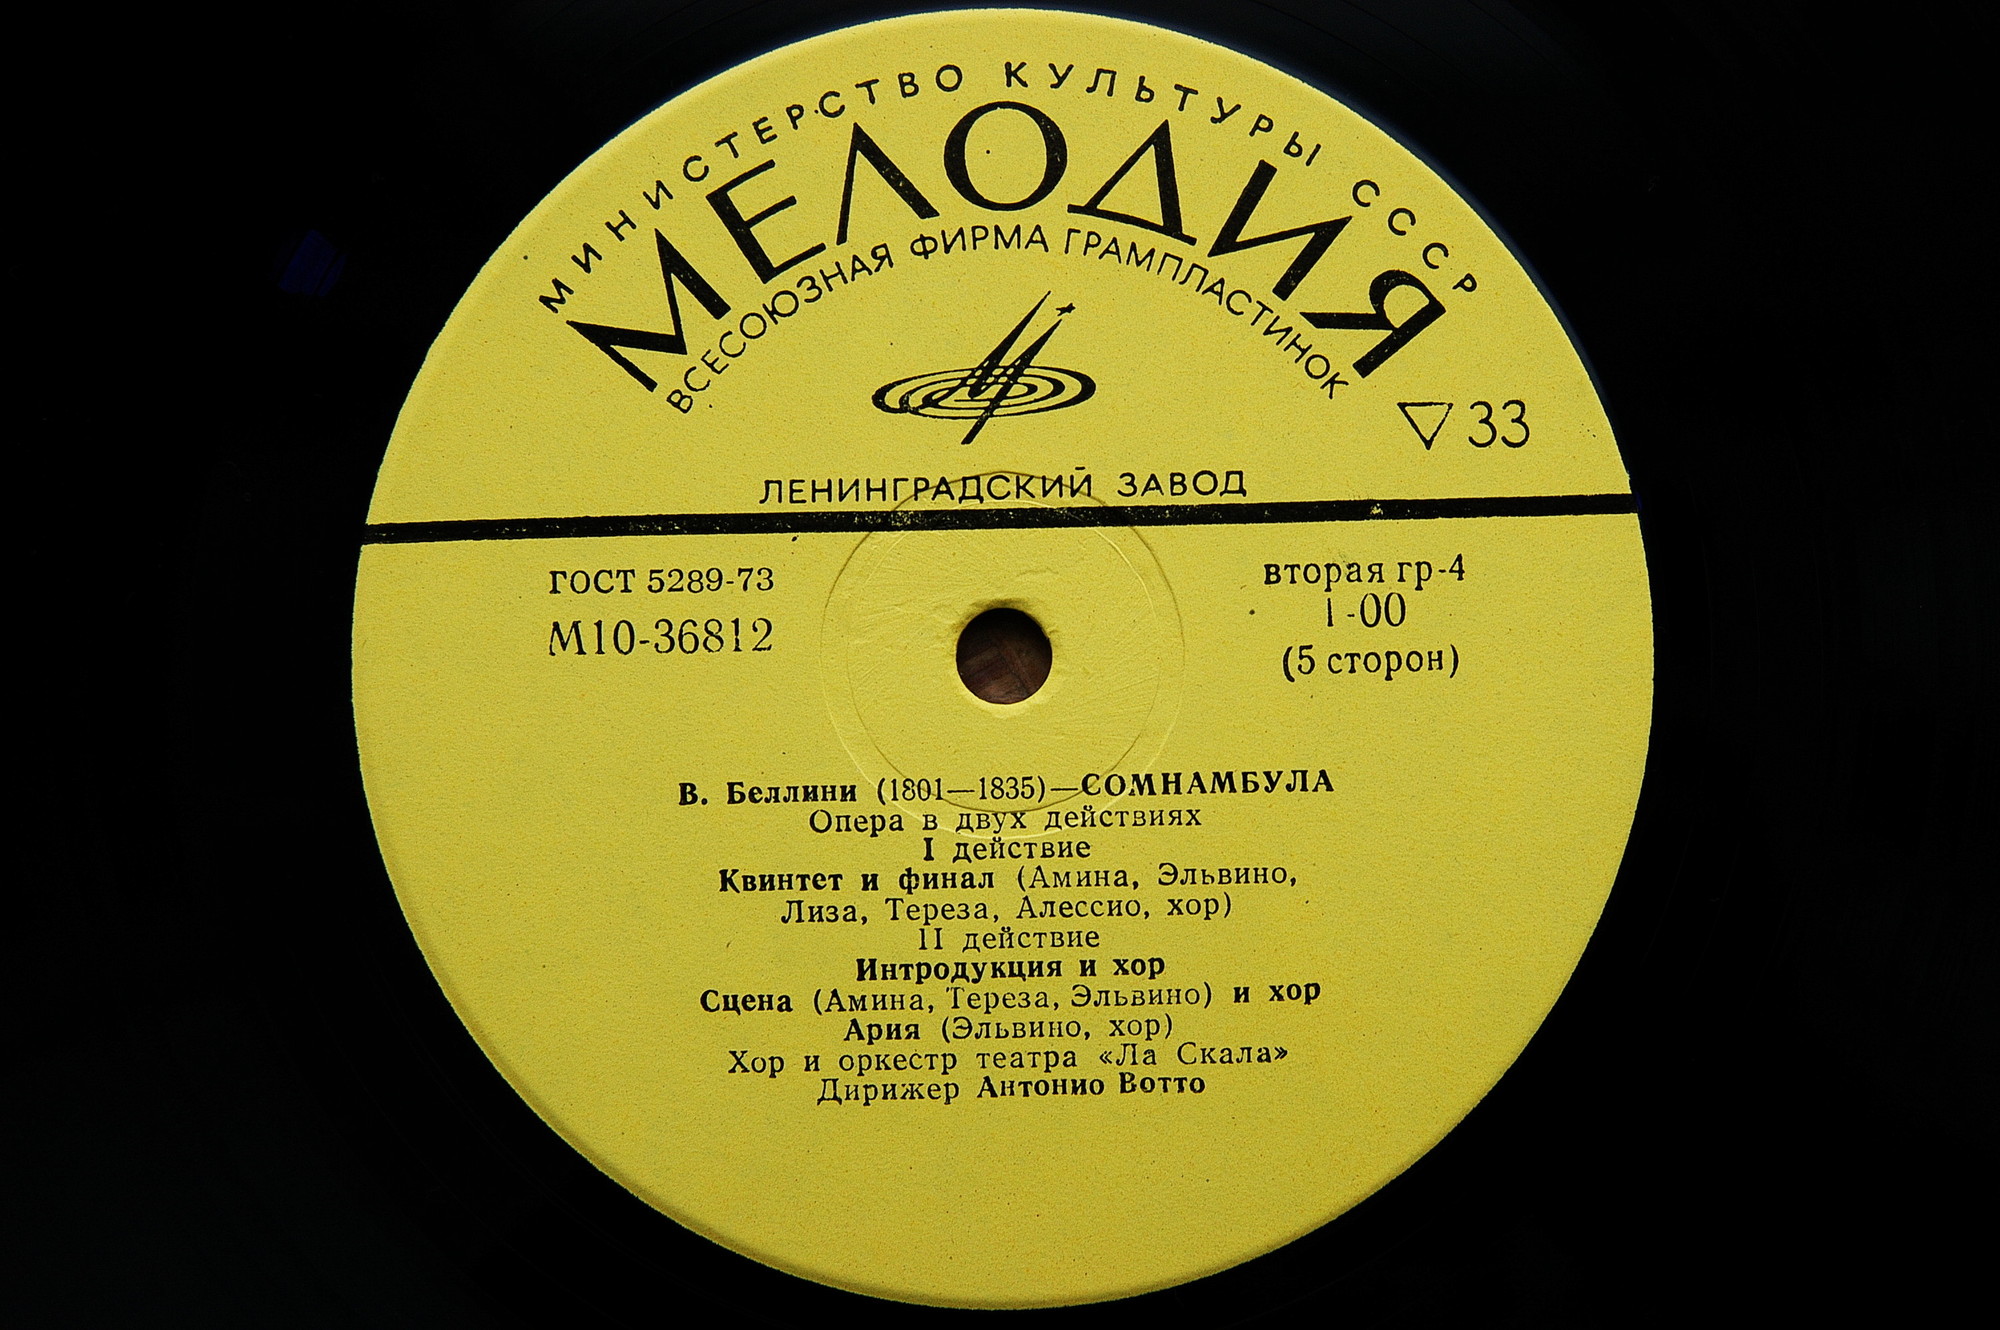 МИНИСТЕРСТВО КУЛЬТУРЫ СССР
МЕЛОДИЯ
ВСЕСОЮЗНАЯ ФИРМА ГРАМПЛАСТИНОК
33
ЛЕНИНГРАДСКИЙ ЗАВОД
ГОСТ 5289-73
М10-36812
вторая гр-4
1-00
(5 сторон)
В. Беллини (1801—1835)—СОМНАМБУЛА
Опера в двух действиях
I действие
Квинтет и финал (Амина, Эльвино,
Лиза, Тереза, Алессио, хор)
II действие
Интродукция и хор
Сцена (Амина, Тереза, Эльвино) и хор
Ария (Эльвино, хор)
Хор и оркестр театра «Ла Скала»
Дирижер Антонио Вотто